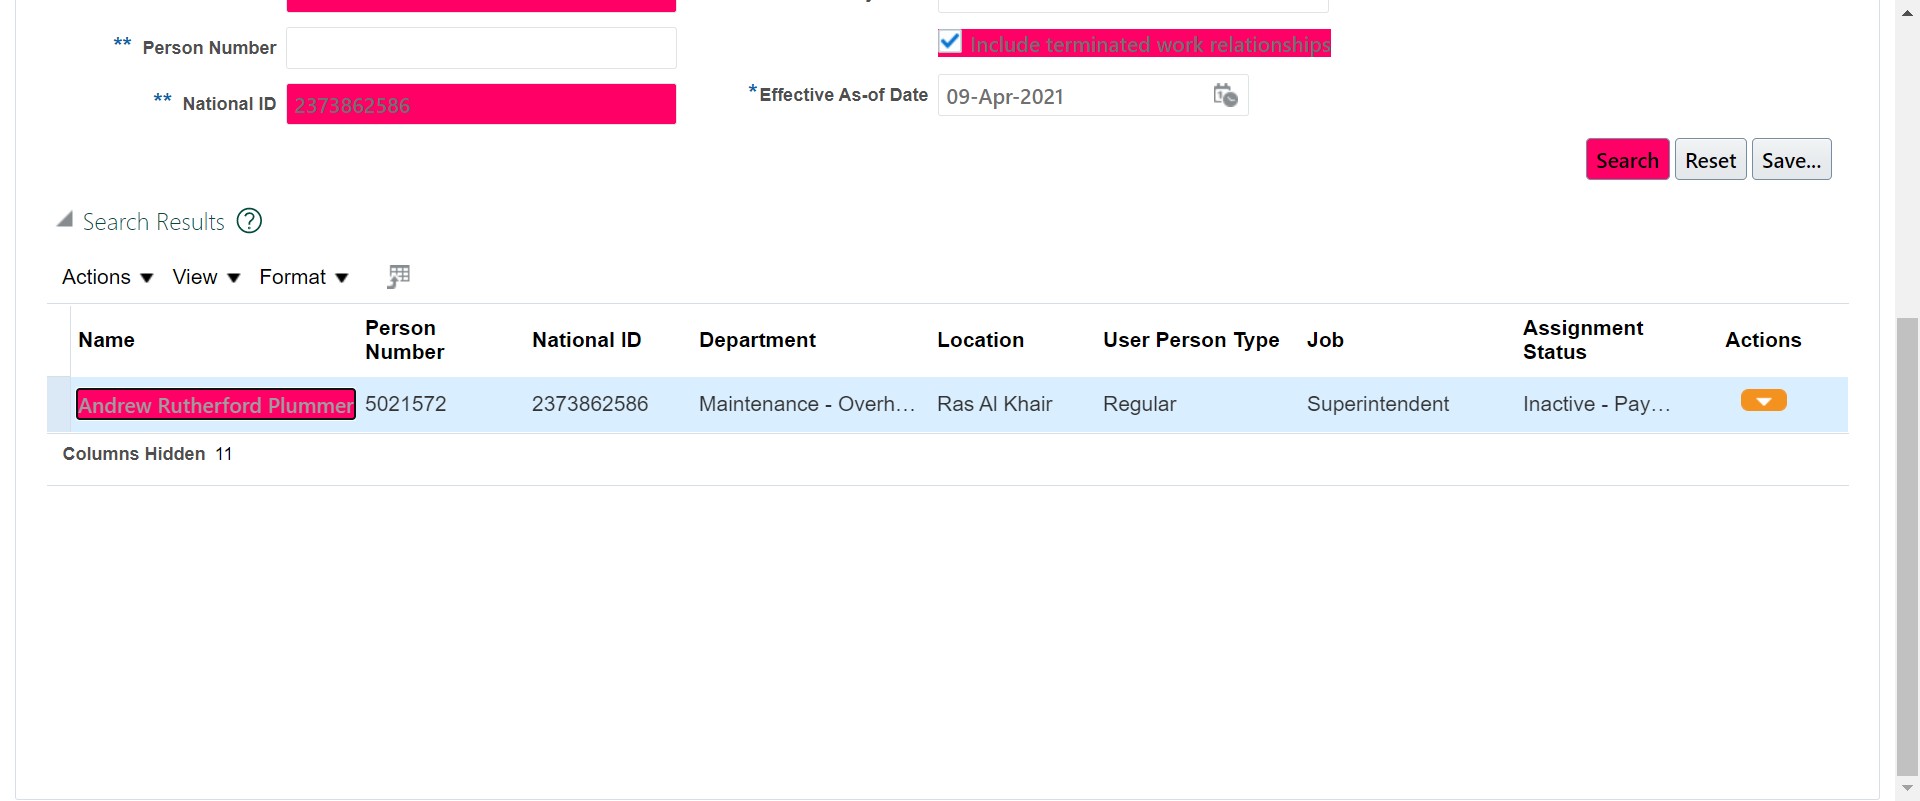 ** Person Number
Include terminated work relationships
** National ID 2373862586
*Effective As-of Date 09-Apr-2021
Search Reset Save...
Search Results ?
Actions View Format
Name Person Number National ID Department Location User Person Type Job Assignment Status Actions
Andrew Rutherford Plummer 5021572 2373862586 Maintenance - Overh... Ras Al Khair Regular Superintendent Inactive - Pay...
Columns Hidden 11